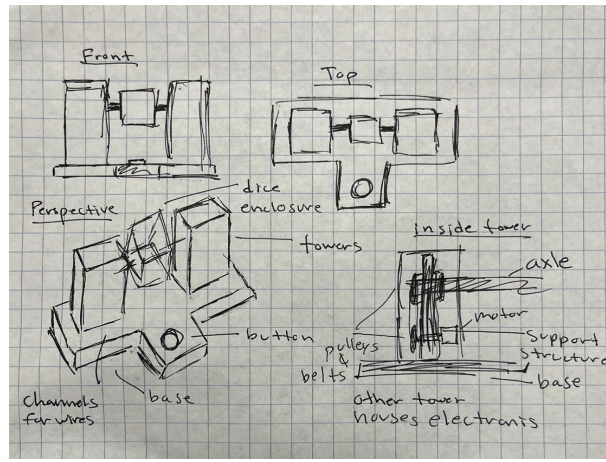 Front
Top
Perspective
dice
enclosure
towers
button
base
Channels
for wires
inside tower
axle
motor
support
structure
pulleys
&
belts
base
other tower
houses electronis